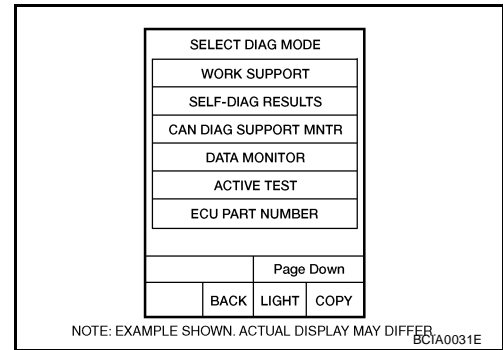 SELECT DIAG MODE
WORK SUPPORT
SELF-DIAG RESULTS
CAN DIAG SUPPORT MNTR
DATA MONITOR
ACTIVE TEST
ECU PART NUMBER
Page Down
BACK LIGHT COPY
NOTE: EXAMPLE SHOWN. ACTUAL DISPLAY MAY DIFFER.
BCIA0031E